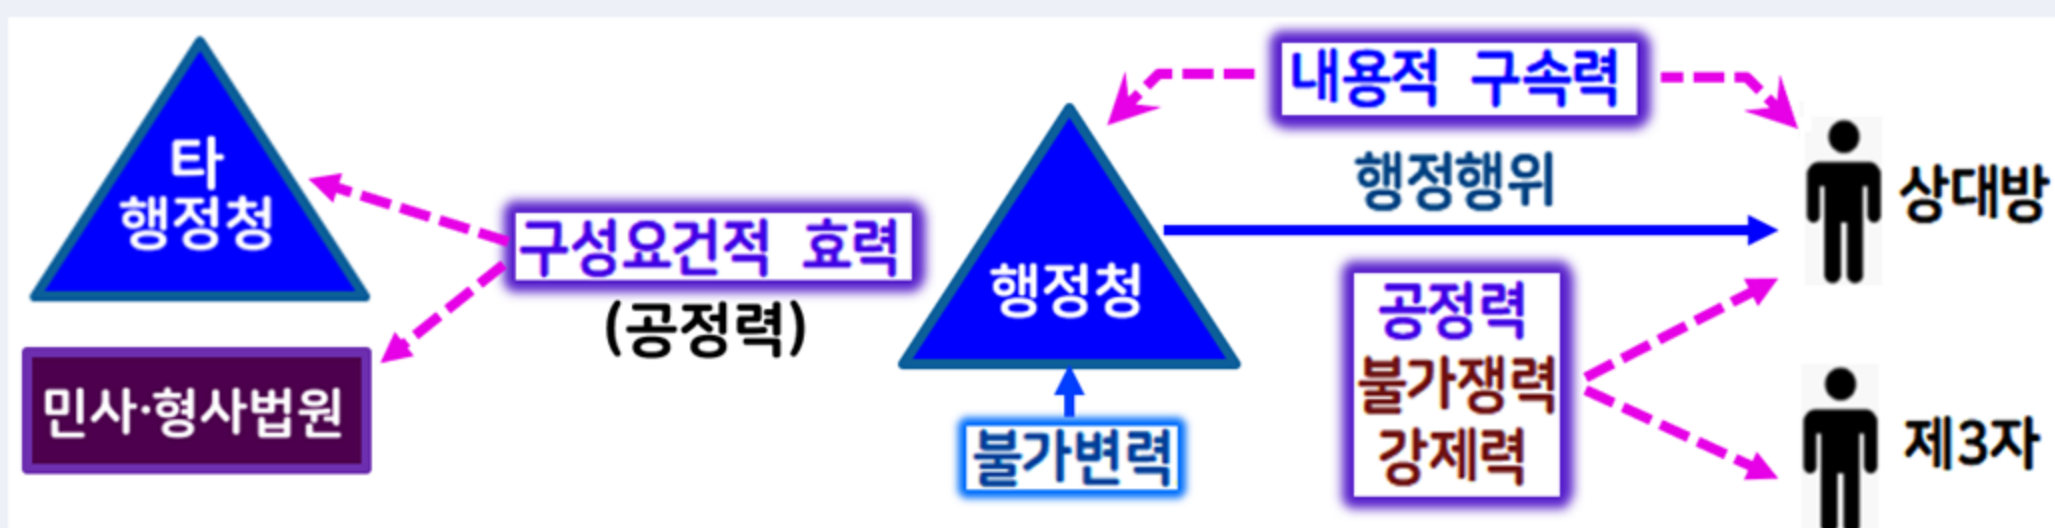 타
행정청
민사·형사법원
구성요건적 효력
(공정력)
행정청
불가변력
내용적 구속력
행정행위
공정력
불가쟁력
강제력
상대방
제3자